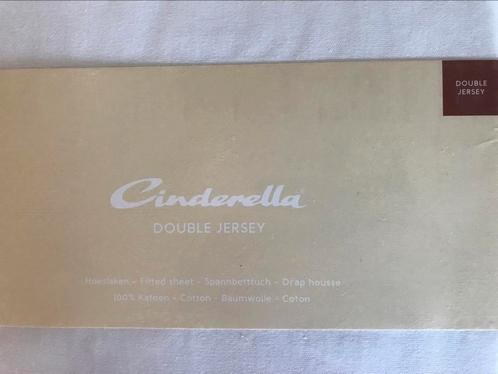 DOUBLE
JERSEY
Cinderella
DOUBLE JERSEY
Hoeslaken - Fitted sheet - Spannbetttuch - Drap housse
100% Katoen - Cotton - Baumwolle - Coton